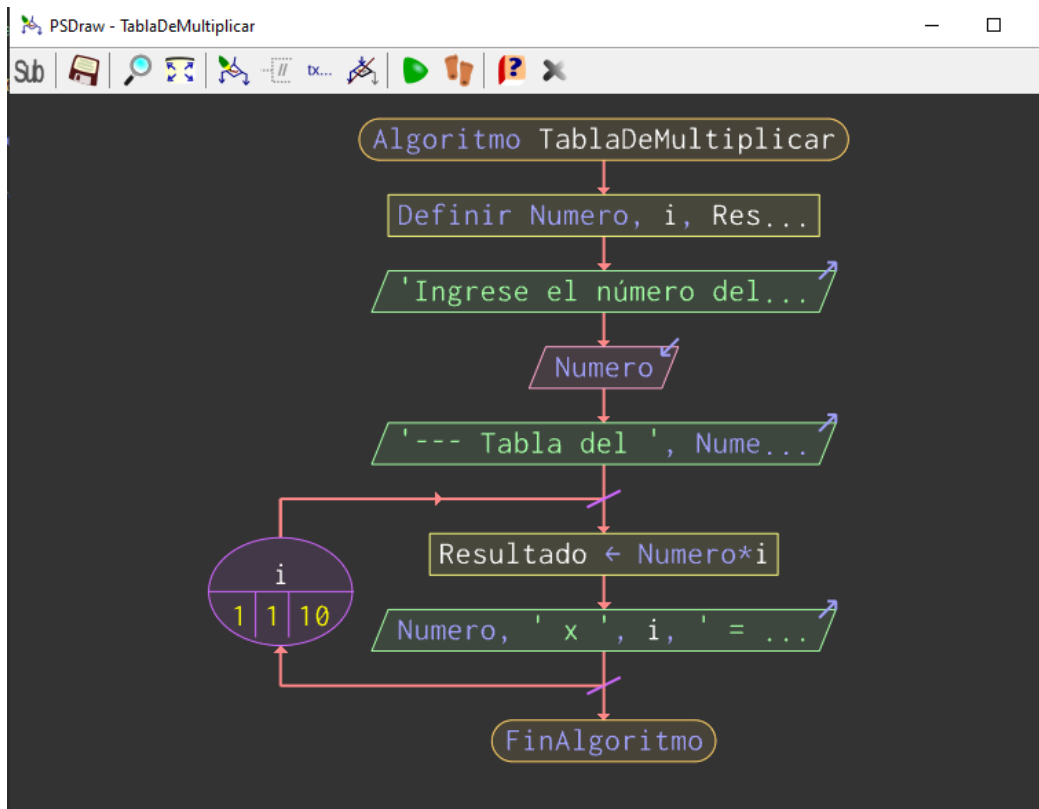 PSDraw - TablaDeMultiplicar
Sub
tx...
Algoritmo TablaDeMultiplicar
Definir Numero, i, Res...
'Ingrese el número del...
Numero
'--- Tabla del ', Nume...
Resultado ← Numero*i
i
1 1 10
Numero, ' x ', i, ' = ...
FinAlgoritmo